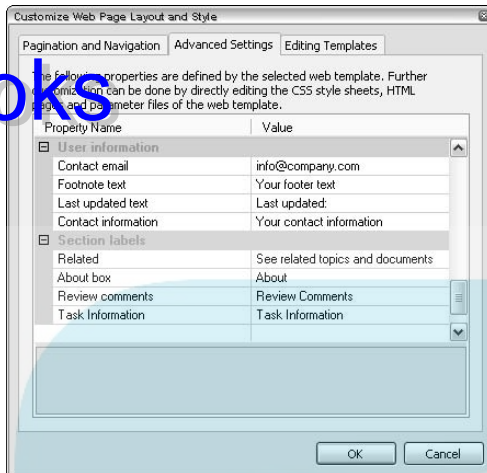 Customize Web Page Layout and Style
Pagination and Navigation Advanced Settings Editing Templates
oks
The following properties are defined by the selected web template. Further
can be done by directly editing the CSS style sheets, HTML
and parameter files of the web template.
Property Name Value
User information
Contact email info@company.com
Footnote text Your footer text
Last updated text Last updated:
Contact information Your contact information
Section labels
Related See related topics and documents
About box About
Review comments Review Comments
Task Information Task Information
OK Cancel